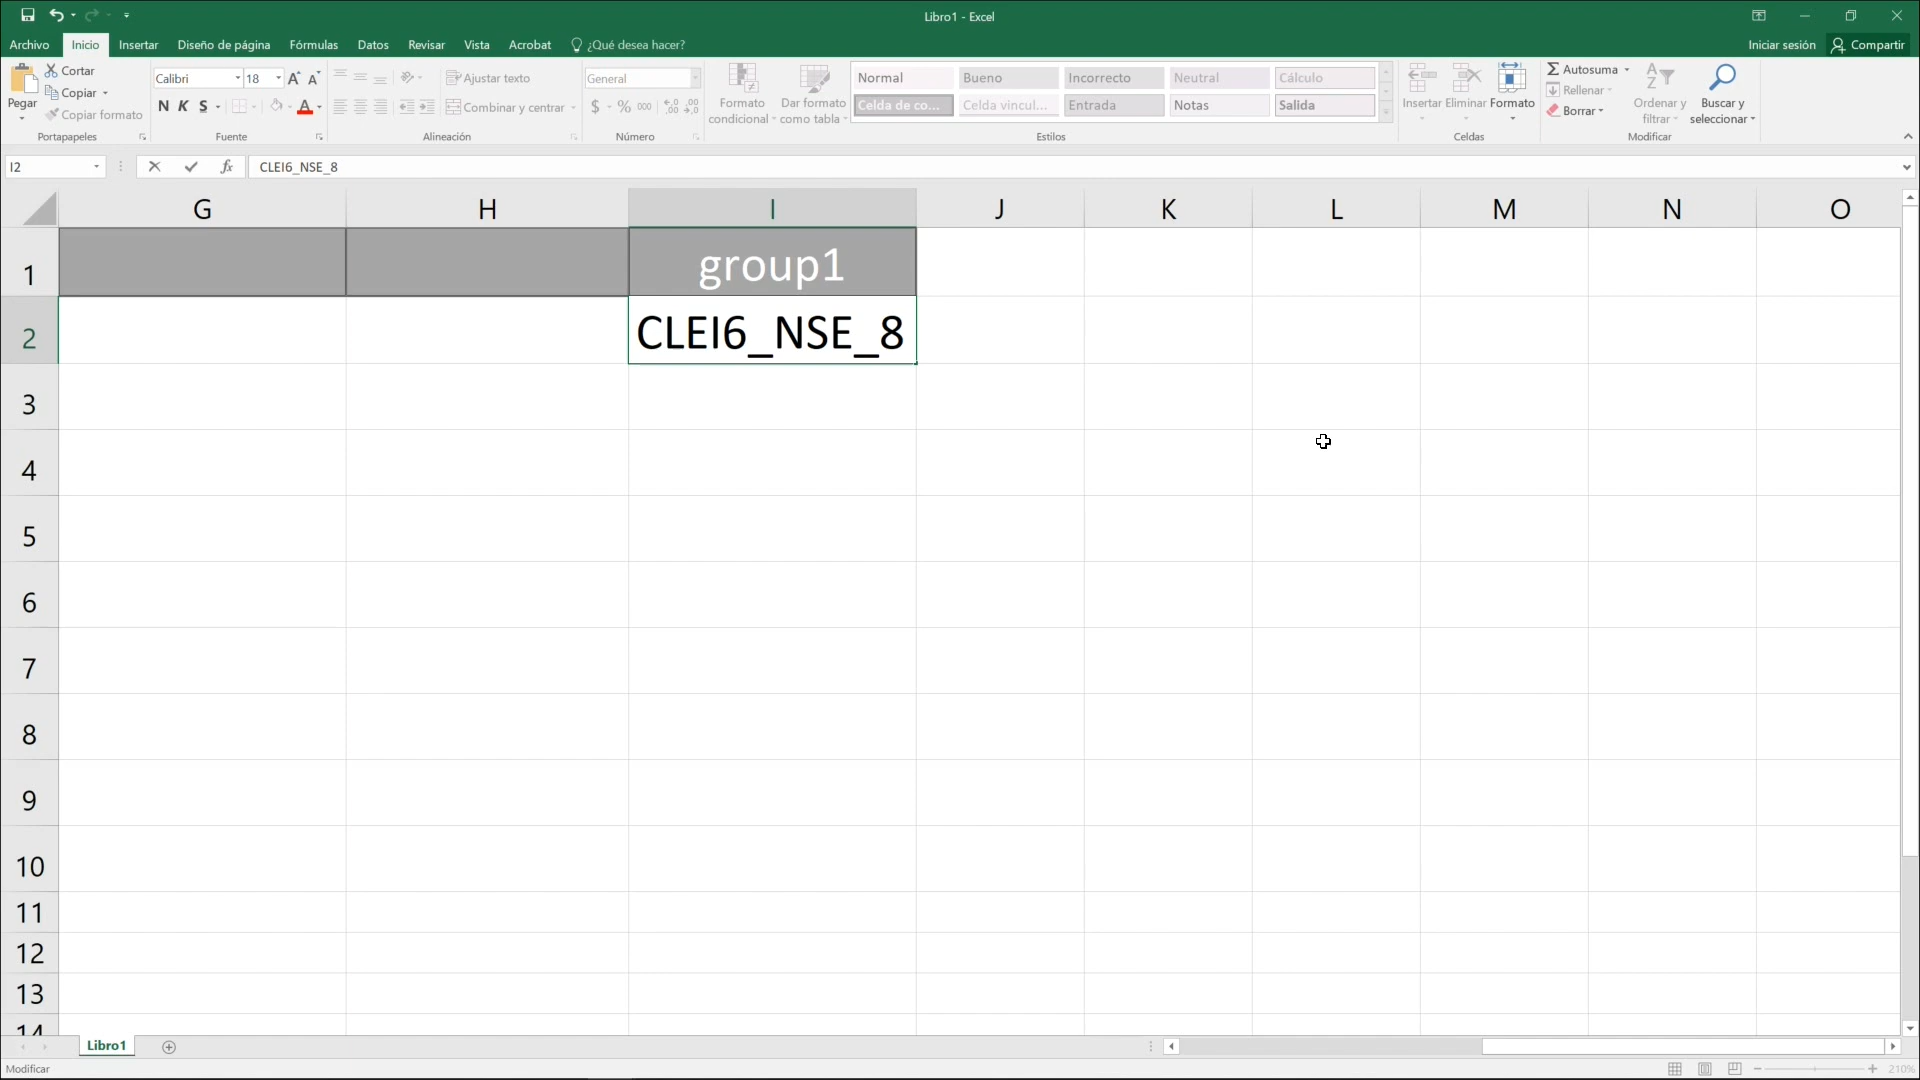 Libro1 - Excel
Archivo Inicio Insertar Diseño de página Fórmulas Datos Revisar Vista Acrobat ¿Qué desea hacer? Iniciar sesión Compartir
Pegar Cortar Copiar Copiar formato
Portapapeles
Calibri 18
N K S A
Fuente
Ajustar texto
Combinar y centrar
Alineación
General
$ % 000
Número
Formato condicional
Dar formato como tabla
Normal Bueno Incorrecto Neutral Cálculo
Celda de co... Celda vincul... Entrada Notas Salida
Estilos
Insertar Eliminar Formato
Celdas
Autosuma
Rellenar
Borrar
Ordenar y filtrar
Buscar y seleccionar
Modificar
I2 fx CLEI6_NSE_8
G H I J K L M N O
1 group1
2 CLEI6_NSE_8
3
4
5
6
7
8
9
10
11
12
13
14
Libro1
Modificar 210%